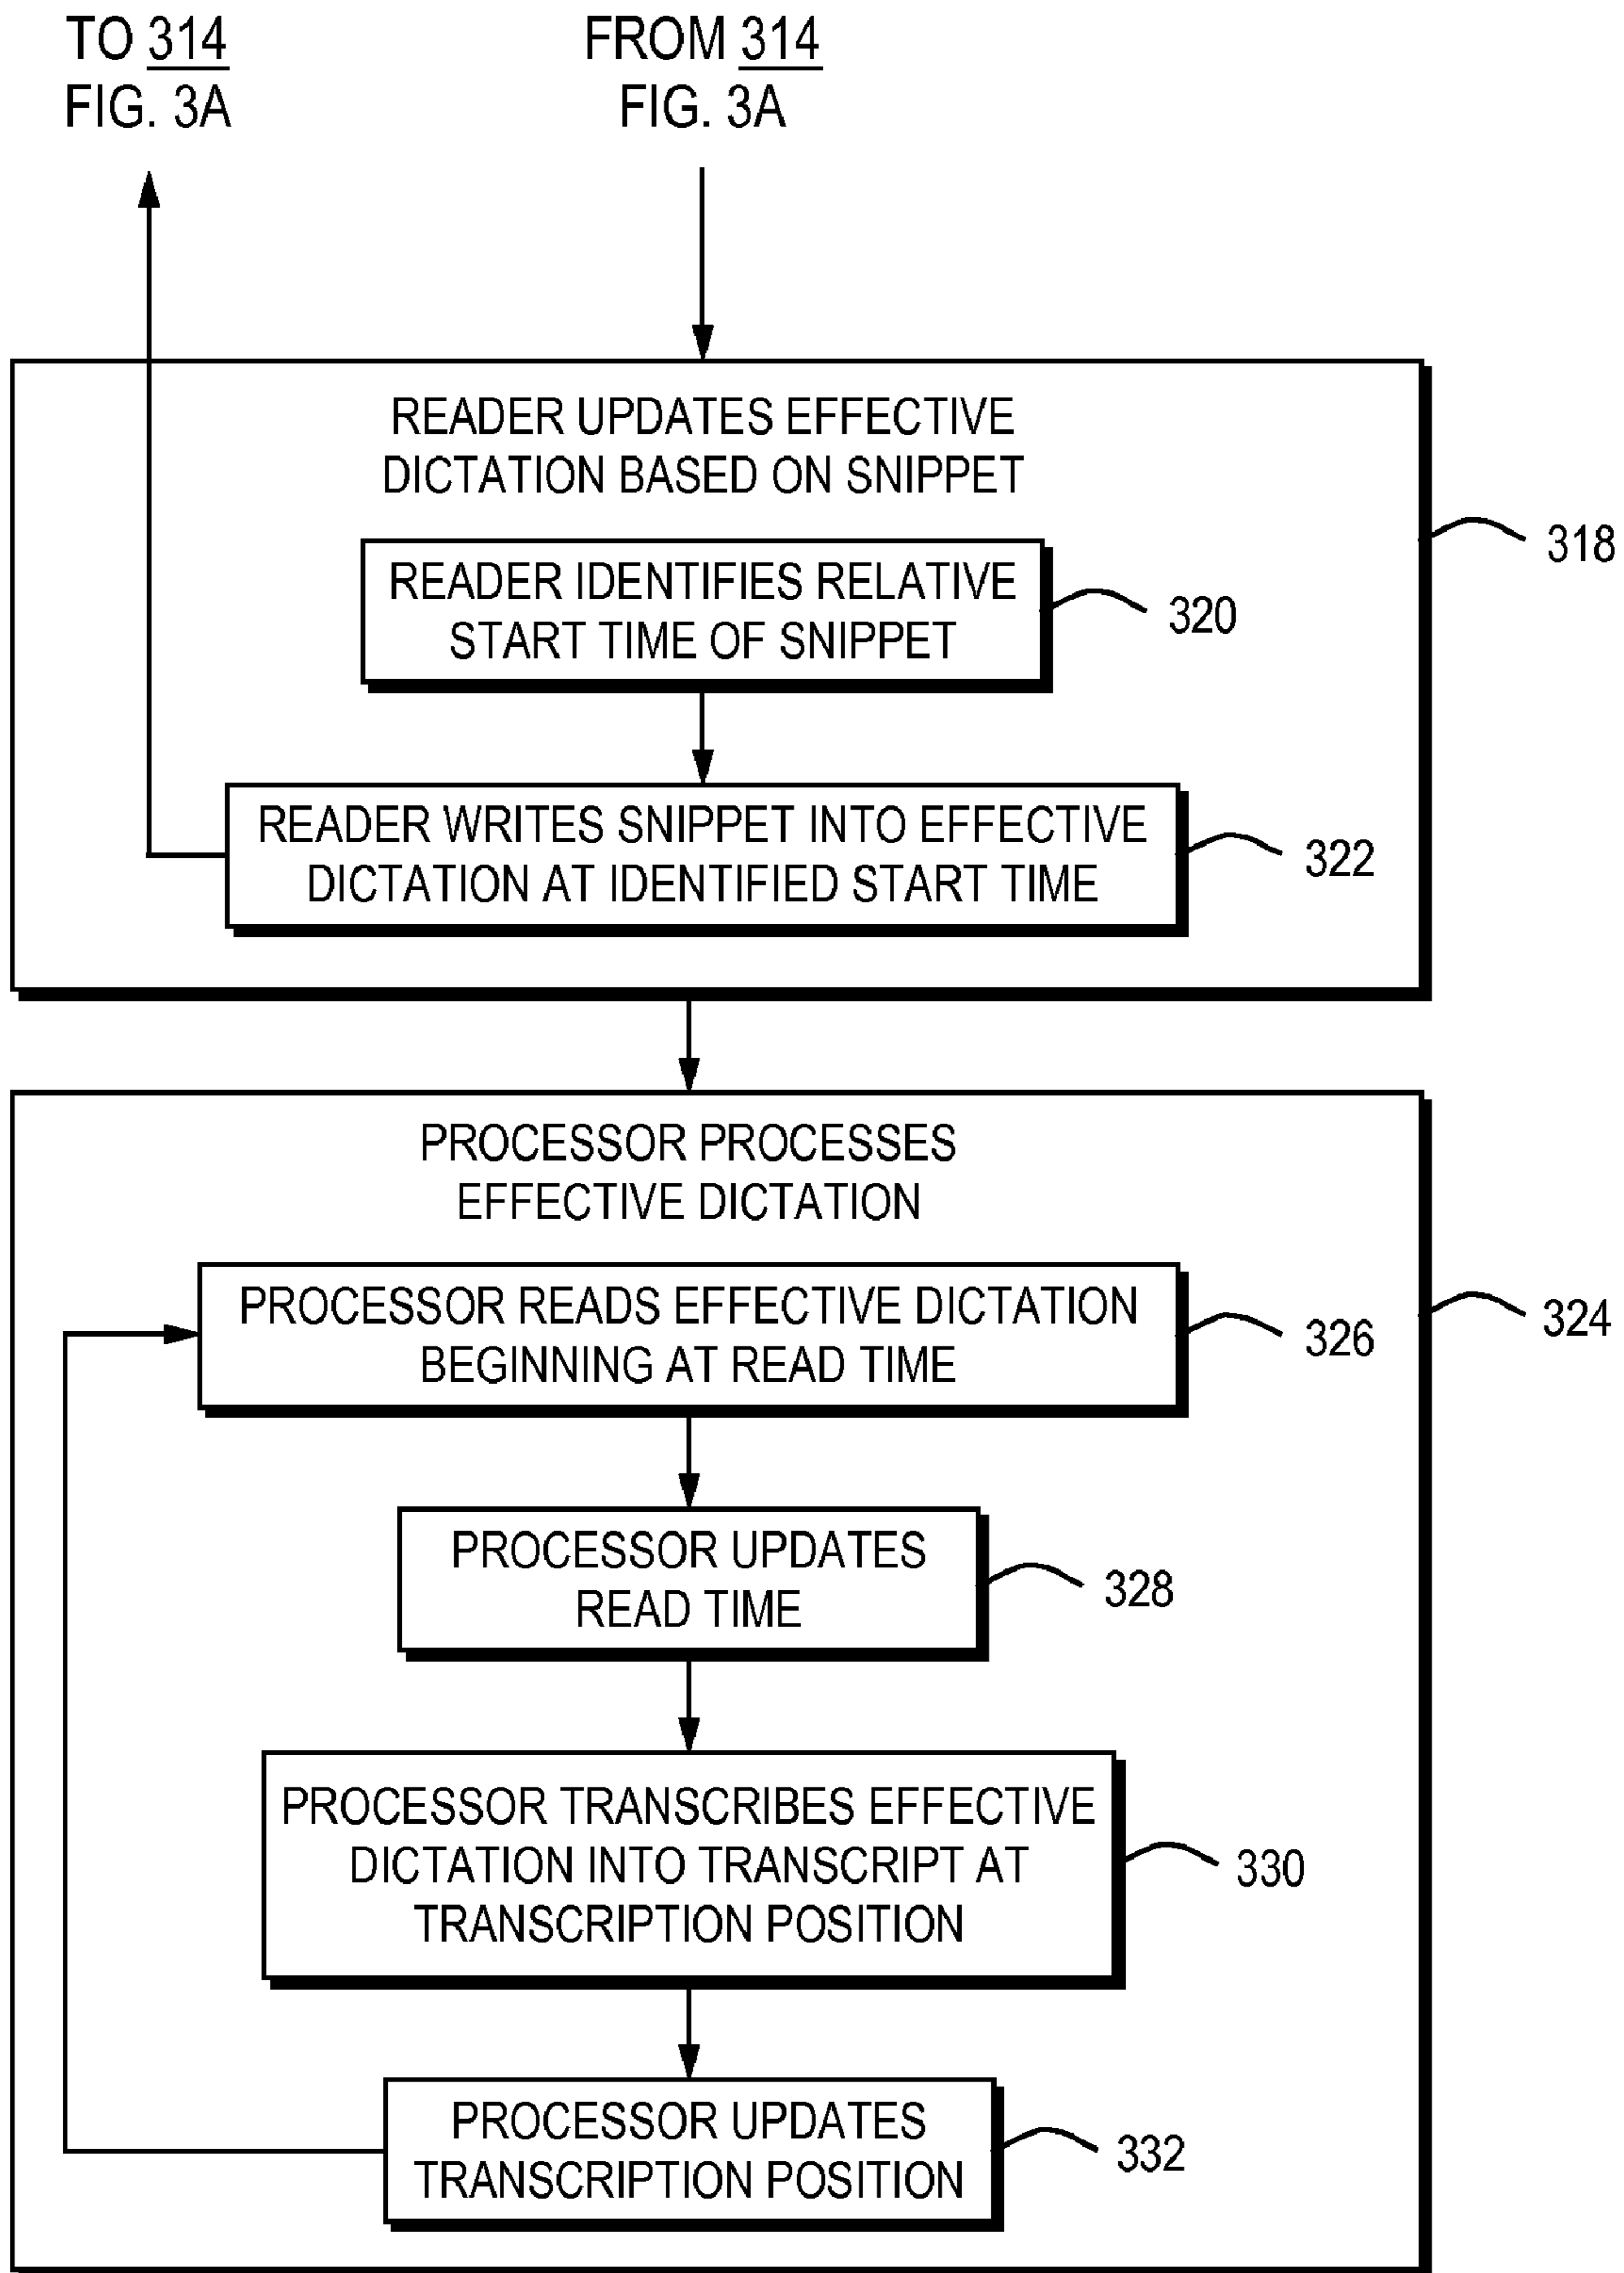 TO 314
FIG. 3A
FROM 314
FIG. 3A
READER UPDATES EFFECTIVE
DICTATION BASED ON SNIPPET
318
READER IDENTIFIES RELATIVE
START TIME OF SNIPPET
320
READER WRITES SNIPPET INTO EFFECTIVE
DICTATION AT IDENTIFIED START TIME
322
PROCESSOR PROCESSES
EFFECTIVE DICTATION
324
PROCESSOR READS EFFECTIVE DICTATION
BEGINNING AT READ TIME
326
PROCESSOR UPDATES
READ TIME
328
PROCESSOR TRANSCRIBES EFFECTIVE
DICTATION INTO TRANSCRIPT AT
TRANSCRIPTION POSITION
330
PROCESSOR UPDATES
TRANSCRIPTION POSITION
332